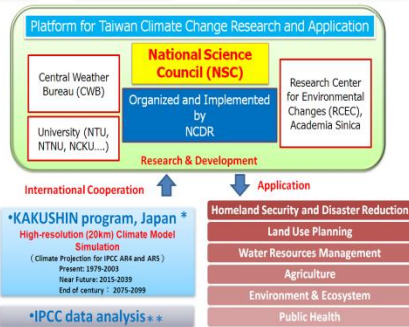 Platform for Taiwan Climate Change Research and Application
National Science
Council (NSC)
Central Weather
Bureau (CWB)
Organized and Implemented
by
NCDR
Research Center
for Environmental
Changes (RCEC),
Academia Sinica
University (NTU,
NTNU, NCKU....)
Research & Development
International Cooperation
Application
•KAKUSHIN program, Japan *
High-resolution (20km) Climate Model
Simulation
(Climate Projection for IPCC AR4 and AR5)
Present: 1979-2003
Near Future: 2015-2039
End of century: 2075-2099
•IPCC data analysis**
Homeland Security and Disaster Reduction
Land Use Planning
Water Resources Management
Agriculture
Environment & Ecosystem
Public Health